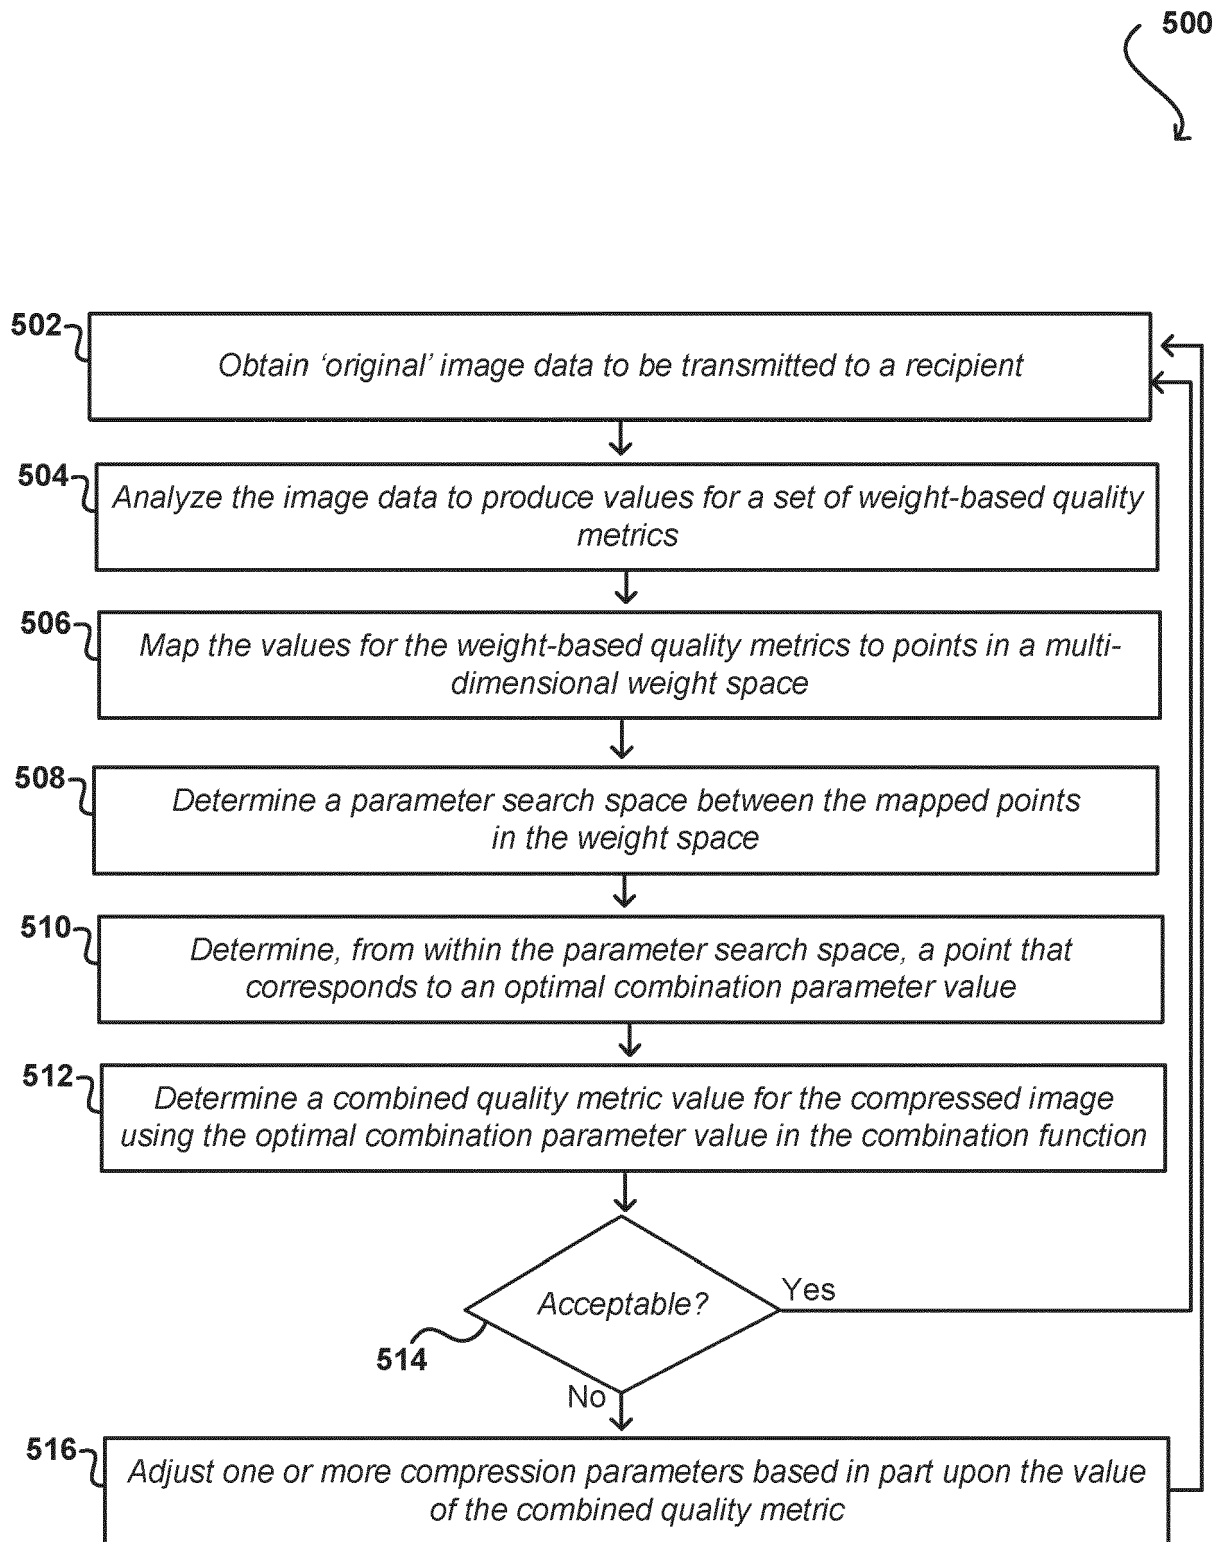 500
502
Obtain ‘original’ image data to be transmitted to a recipient
504
Analyze the image data to produce values for a set of weight-based quality
metrics
506
Map the values for the weight-based quality metrics to points in a multi-
dimensional weight space
508
Determine a parameter search space between the mapped points
in the weight space
510
Determine, from within the parameter search space, a point that
corresponds to an optimal combination parameter value
512
Determine a combined quality metric value for the compressed image
using the optimal combination parameter value in the combination function
Acceptable?
Yes
514
No
516
Adjust one or more compression parameters based in part upon the value
of the combined quality metric